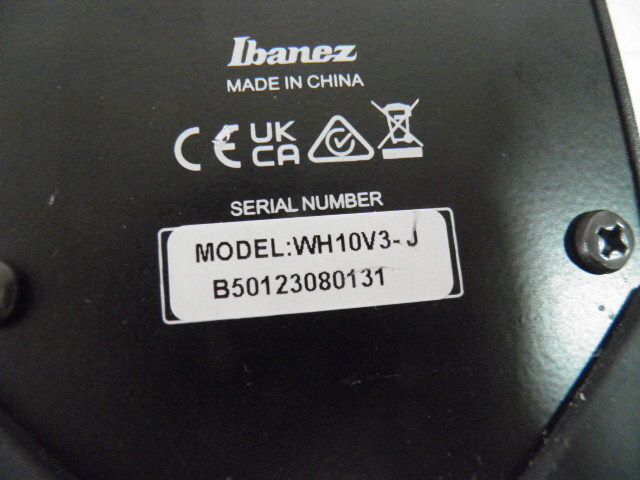 Ibanez
MADE IN CHINA
CE UK CA
SERIAL NUMBER
MODEL:WH10V3-J
B50123080131